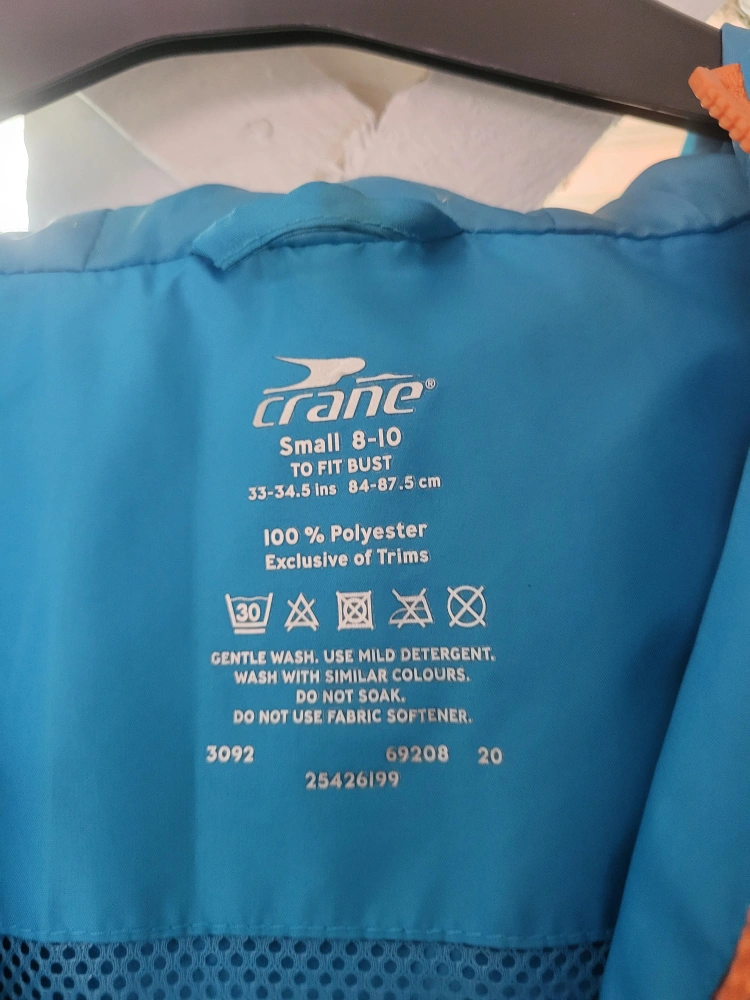 crane®
Small 8-10
TO FIT BUST
33-34.5 ins 84-87.5 cm
100 % Polyester
Exclusive of Trims
30
GENTLE WASH. USE MILD DETERGENT.
WASH WITH SIMILAR COLOURS.
DO NOT SOAK.
DO NOT USE FABRIC SOFTENER.
3092 69208 20
25426199